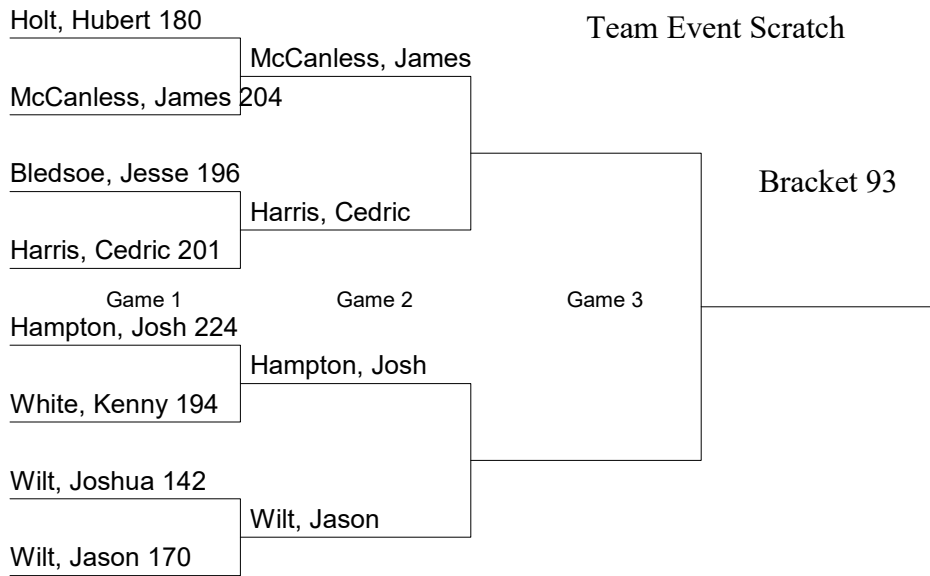 Holt, Hubert 180
Team Event Scratch
McCanless, James
McCanless, James 204
Bledsoe, Jesse 196
Bracket 93
Harris, Cedric
Harris, Cedric 201
Game 1
Game 2
Game 3
Hampton, Josh 224
Hampton, Josh
White, Kenny 194
Wilt, Joshua 142
Wilt, Jason
Wilt, Jason 170